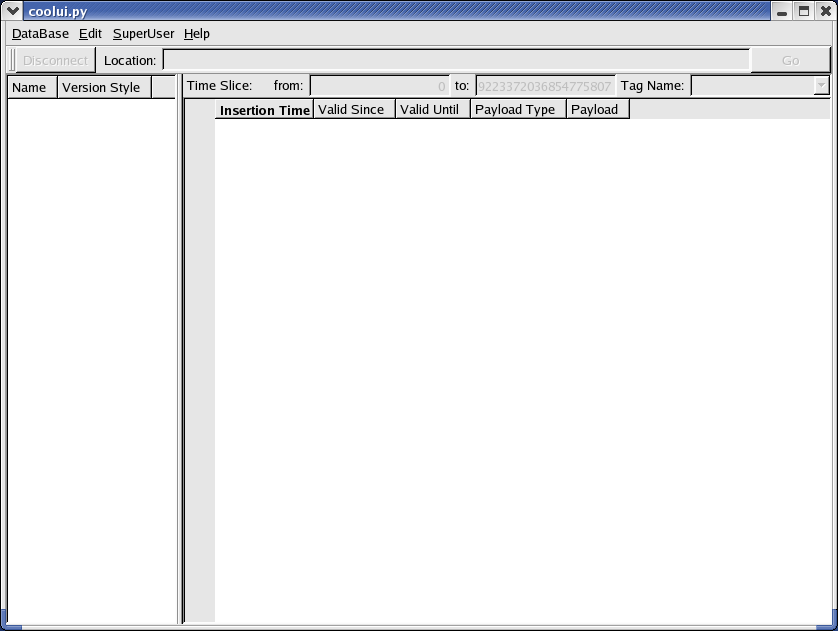 coolui.py
DataBase Edit SuperUser Help
Disconnect Location: Go
Name Version Style Time Slice: from: 0 to: 9223372036854775807 Tag Name:
Insertion Time Valid Since Valid Until Payload Type Payload